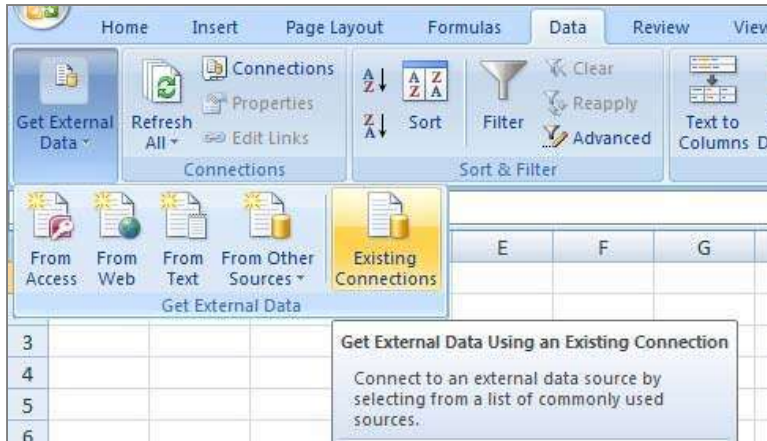 Home Insert Page Layout Formulas Data Review View
Get External Data
Refresh All
Connections
Properties
Edit Links
Connections
A Z
Z A
A Z Z A
Sort
Filter
Clear
Reapply
Advanced
Sort & Filter
Text to Columns
D
From Access
From Web
From Text
From Other Sources
Existing Connections
Get External Data
E F G
3
4
5
6
Get External Data Using an Existing Connection
Connect to an external data source by
selecting from a list of commonly used
sources.